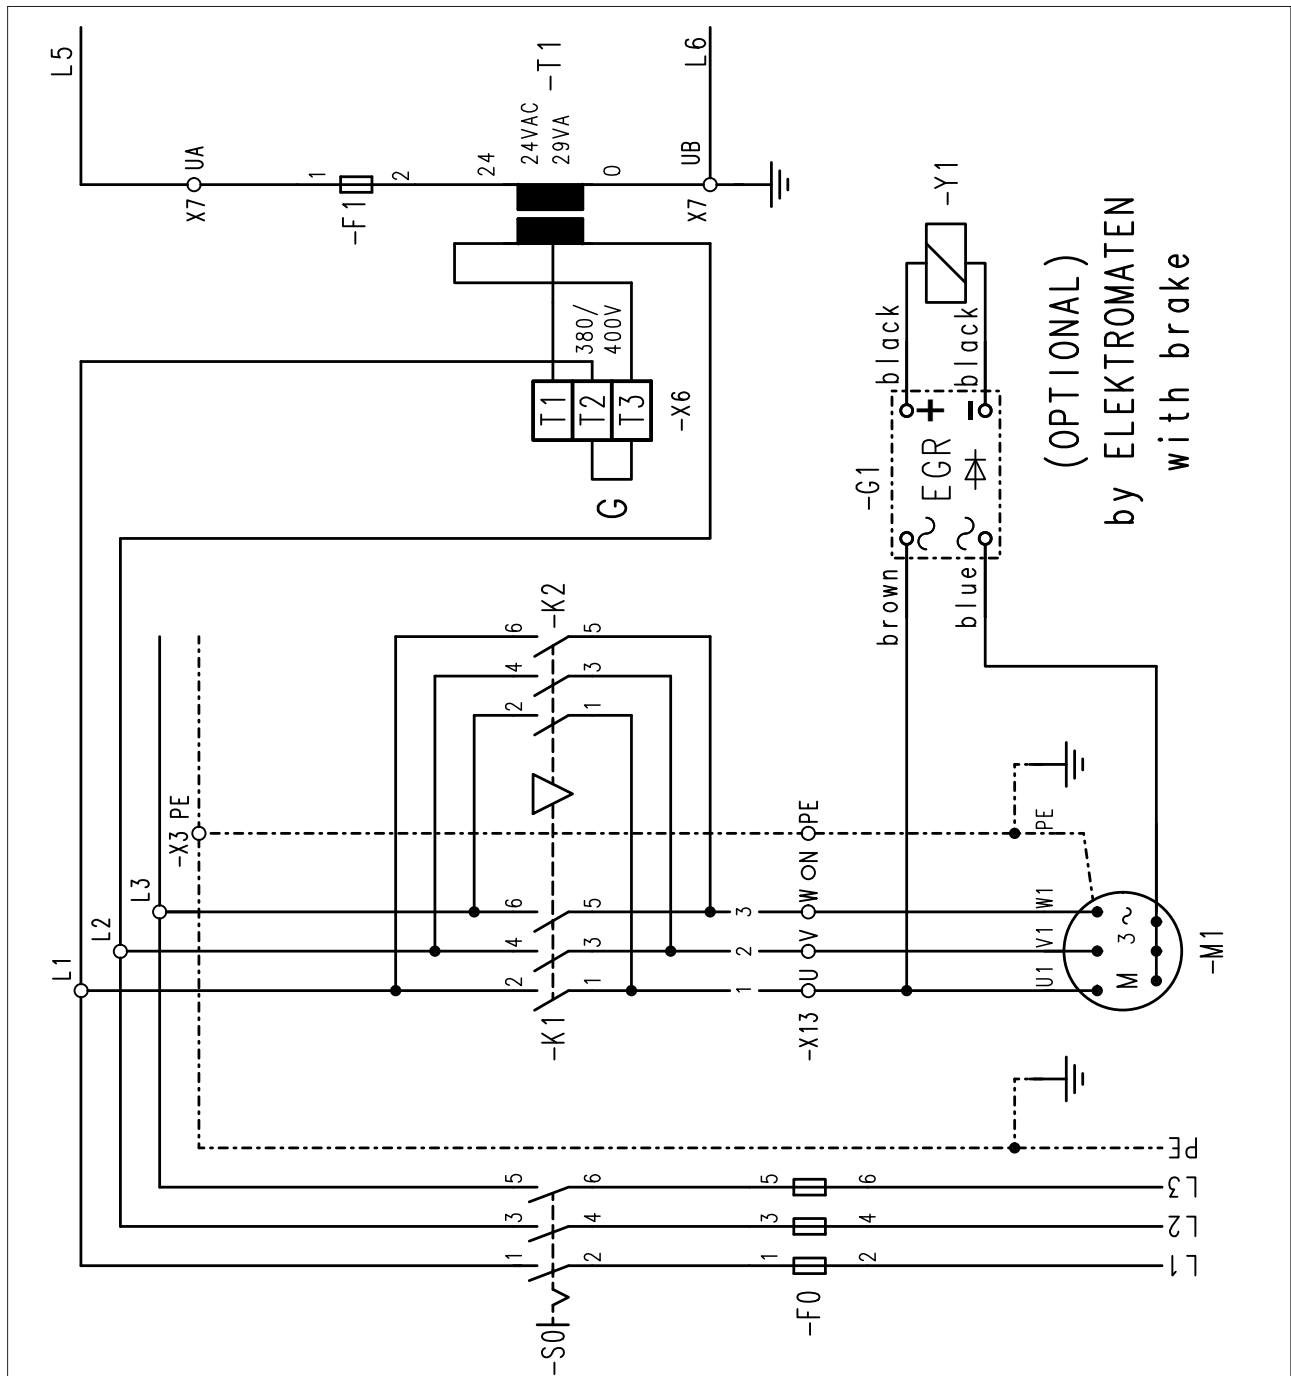 L5
L1
L2
L3
-X3 PE
X7 UA
1
-F1
2
24
24VAC
29VA
-T1
0
X7 UB
L6
380/
400V
T1
T2
T3
-X6
G
6
4
2
-K2
5
3
1
6
4
2
-K1
5
3
1
3
2
1
-X13 U V W N PE
5
3
1
-S0
6
4
2
5
3
1
-F0
6
4
2
L1 L2 L3 PE
brown
blue
-G1
EGR
+
-
black
black
-Y1
U1 V1 W1 PE
M 3~
-M1
(OPTIONAL)
by ELEKTROMATEN
with brake